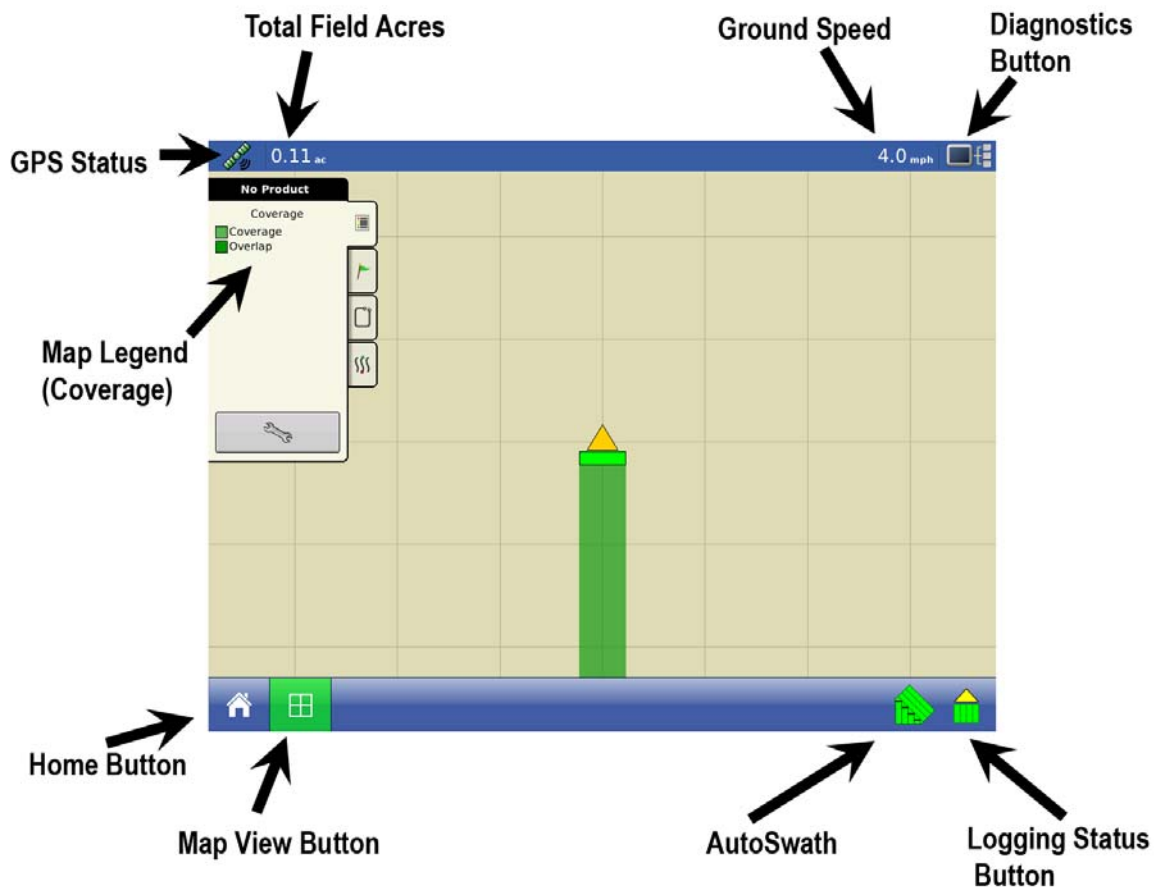 Total Field Acres
Ground Speed
Diagnostics
Button
GPS Status
0.11 ac
4.0 mph
No Product
Coverage
Coverage
Overlap
Map Legend
(Coverage)
Home Button
Map View Button
AutoSwath
Logging Status
Button